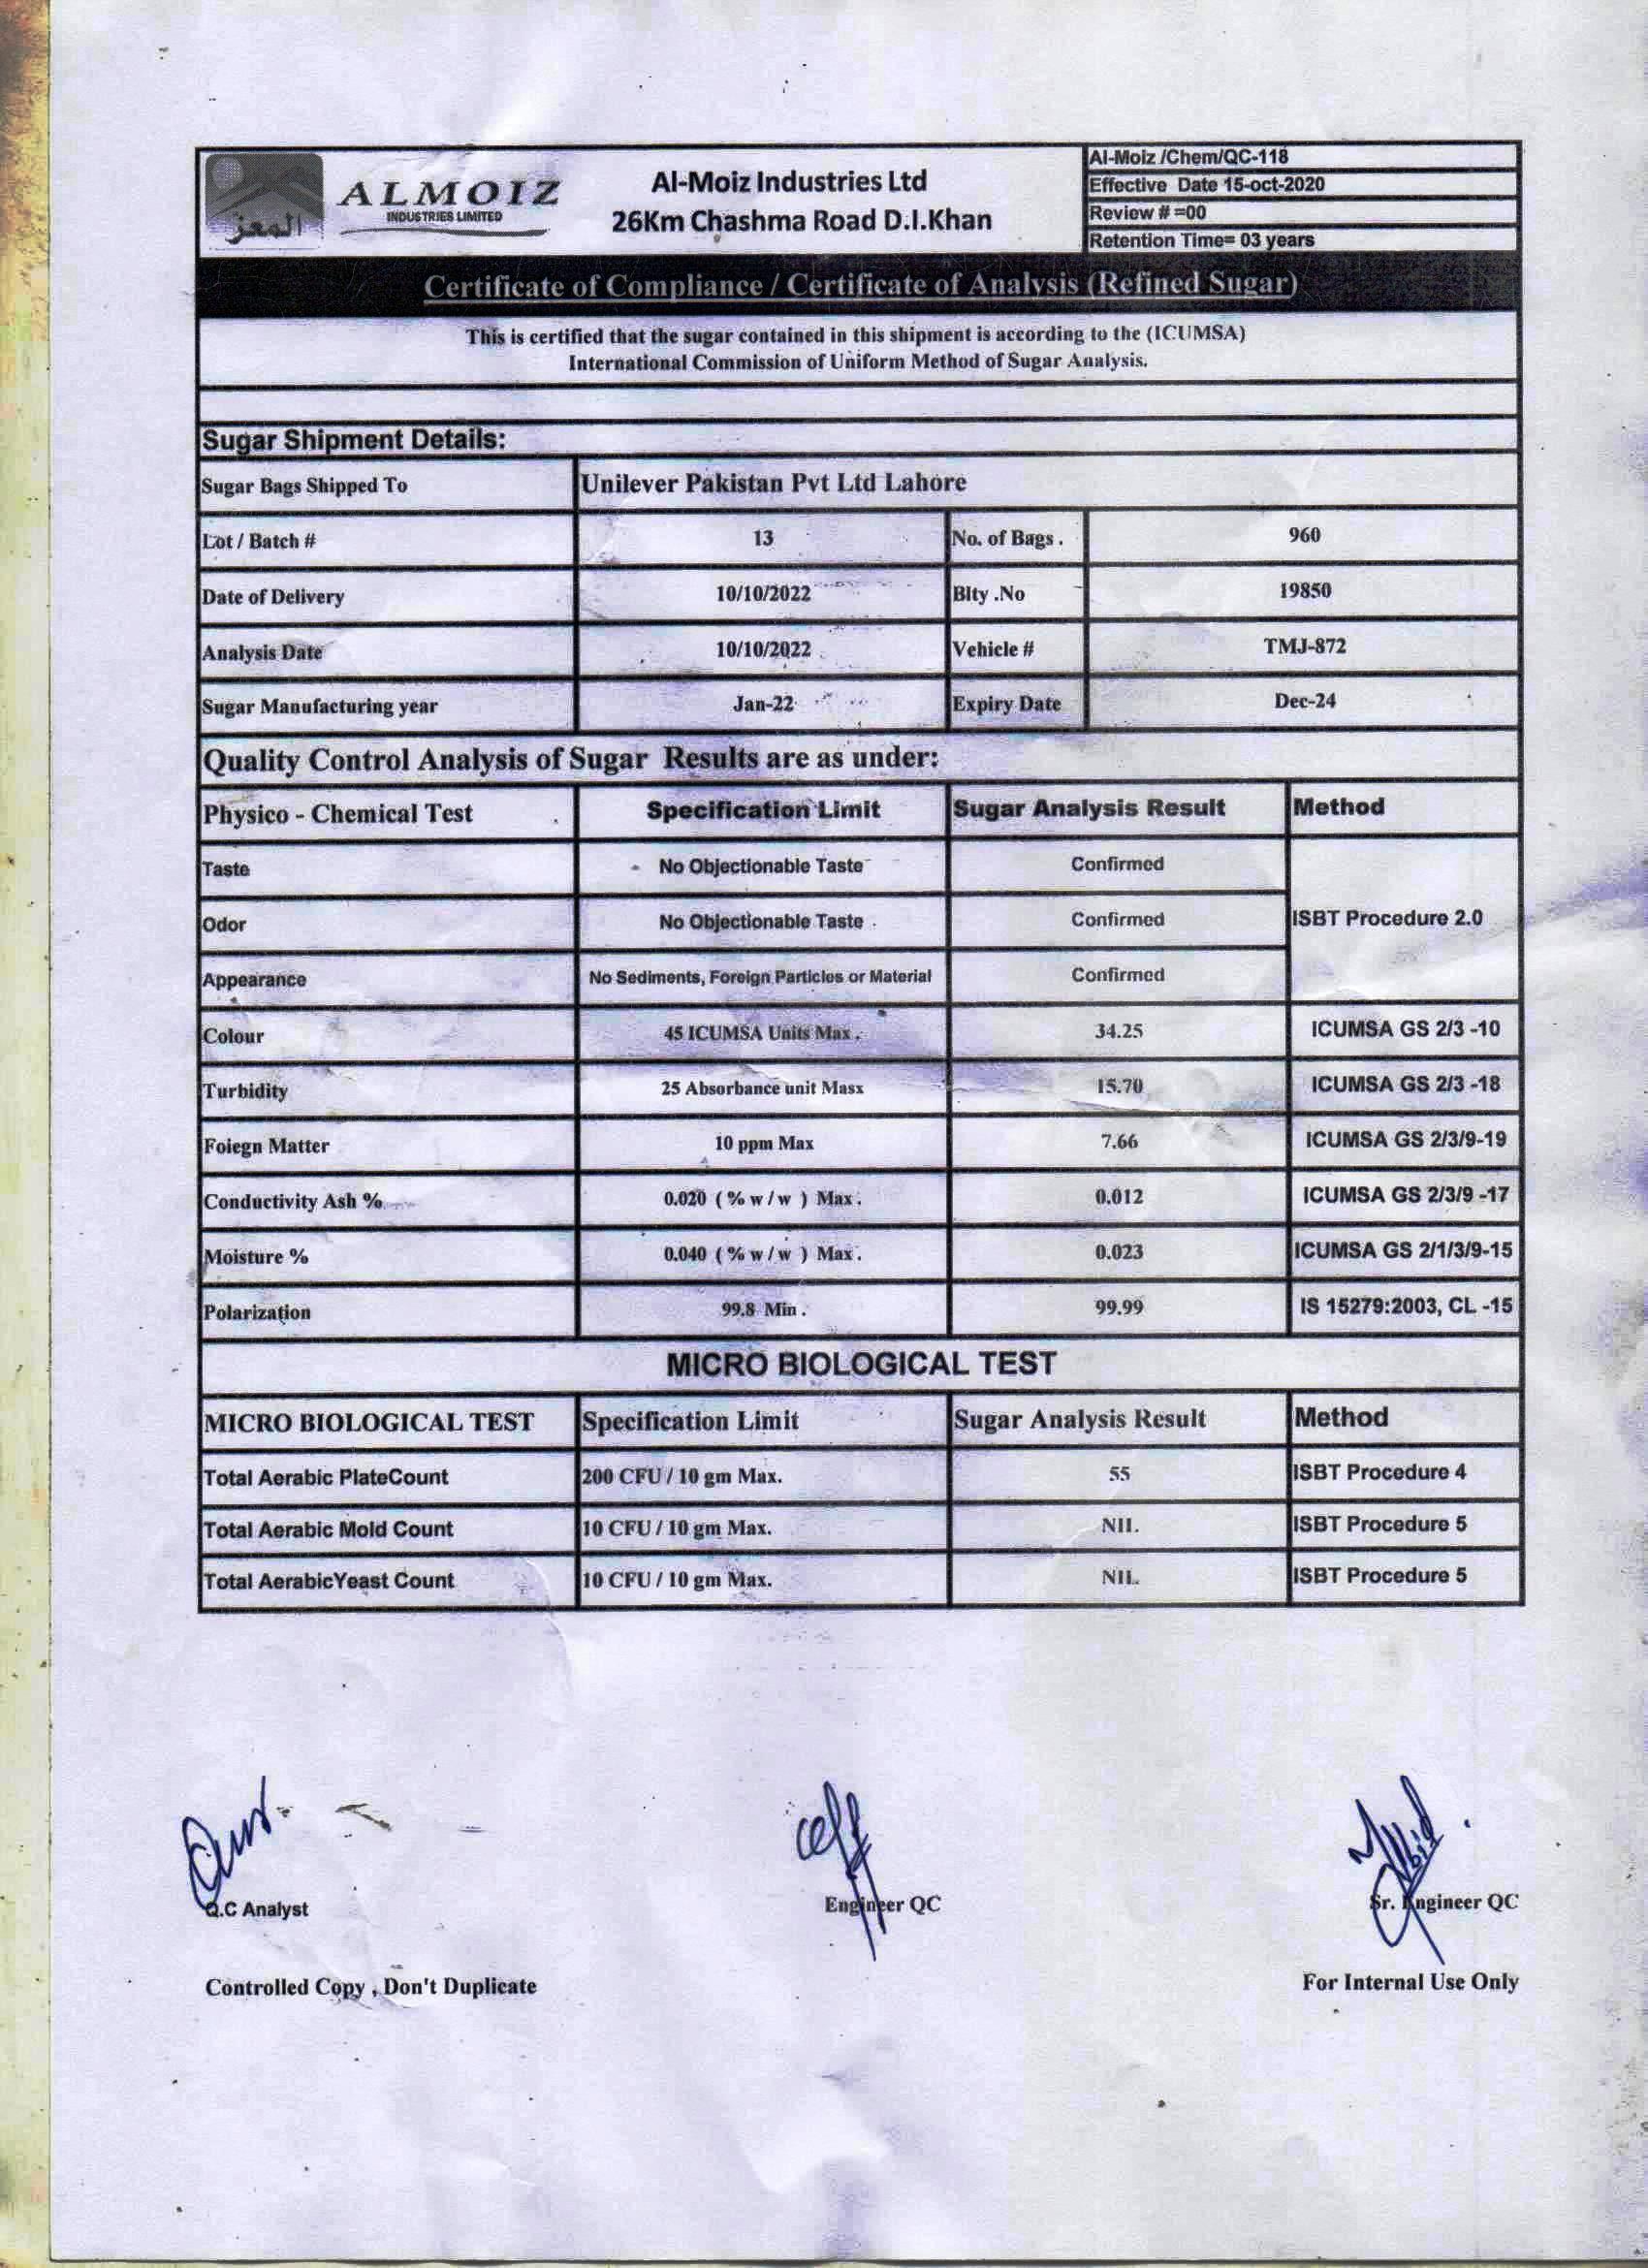 المعز
ALMOIZ
INDUSTRIES LIMITED
Al-Moiz Industries Ltd
26Km Chashma Road D.I.Khan
Al-Moiz /Chem/QC-118
Effective Date 15-oct-2020
Review # =00
Retention Time= 03 years
Certificate of Compliance / Certificate of Analysis (Refined Sugar)
This is certified that the sugar contained in this shipment is according to the (ICUMSA)
International Commission of Uniform Method of Sugar Analysis.
Sugar Shipment Details:
Sugar Bags Shipped To Unilever Pakistan Pvt Ltd Lahore
Lot / Batch # 13 No. of Bags . 960
Date of Delivery 10/10/2022 Blty .No 19850
Analysis Date 10/10/2022 Vehicle # TMJ-872
Sugar Manufacturing year Jan-22 Expiry Date Dec-24
Quality Control Analysis of Sugar Results are as under:
Physico - Chemical Test Specification Limit Sugar Analysis Result Method
Taste No Objectionable Taste Confirmed
Odor No Objectionable Taste Confirmed ISBT Procedure 2.0
Appearance No Sediments, Foreign Particles or Material Confirmed
Colour 45 ICUMSA Units Max . 34.25 ICUMSA GS 2/3 -10
Turbidity 25 Absorbance unit Masx 15.70 ICUMSA GS 2/3 -18
Foiegn Matter 10 ppm Max 7.66 ICUMSA GS 2/3/9-19
Conductivity Ash % 0.020 ( % w / w ) Max . 0.012 ICUMSA GS 2/3/9 -17
Moisture % 0.040 ( % w / w ) Max . 0.023 ICUMSA GS 2/1/3/9-15
Polarization 99.8 Min . 99.99 IS 15279:2003, CL -15
MICRO BIOLOGICAL TEST
MICRO BIOLOGICAL TEST Specification Limit Sugar Analysis Result Method
Total Aerabic PlateCount 200 CFU / 10 gm Max. 55 ISBT Procedure 4
Total Aerabic Mold Count 10 CFU / 10 gm Max. NIL ISBT Procedure 5
Total AerabicYeast Count 10 CFU / 10 gm Max. NIL ISBT Procedure 5
Q.C Analyst Engineer QC Sr. Engineer QC
Controlled Copy , Don't Duplicate For Internal Use Only